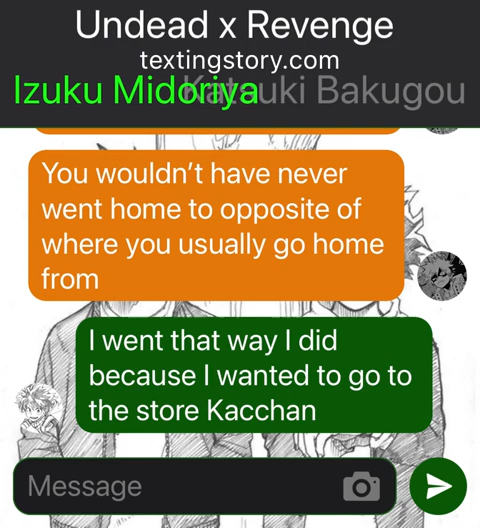 Undead x Revenge
textingstory.com
Izuku Midoriya Katsuki Bakugou
You wouldn’t have never
went home to opposite of
where you usually go home
from
I went that way I did
because I wanted to go to
the store Kacchan
Message